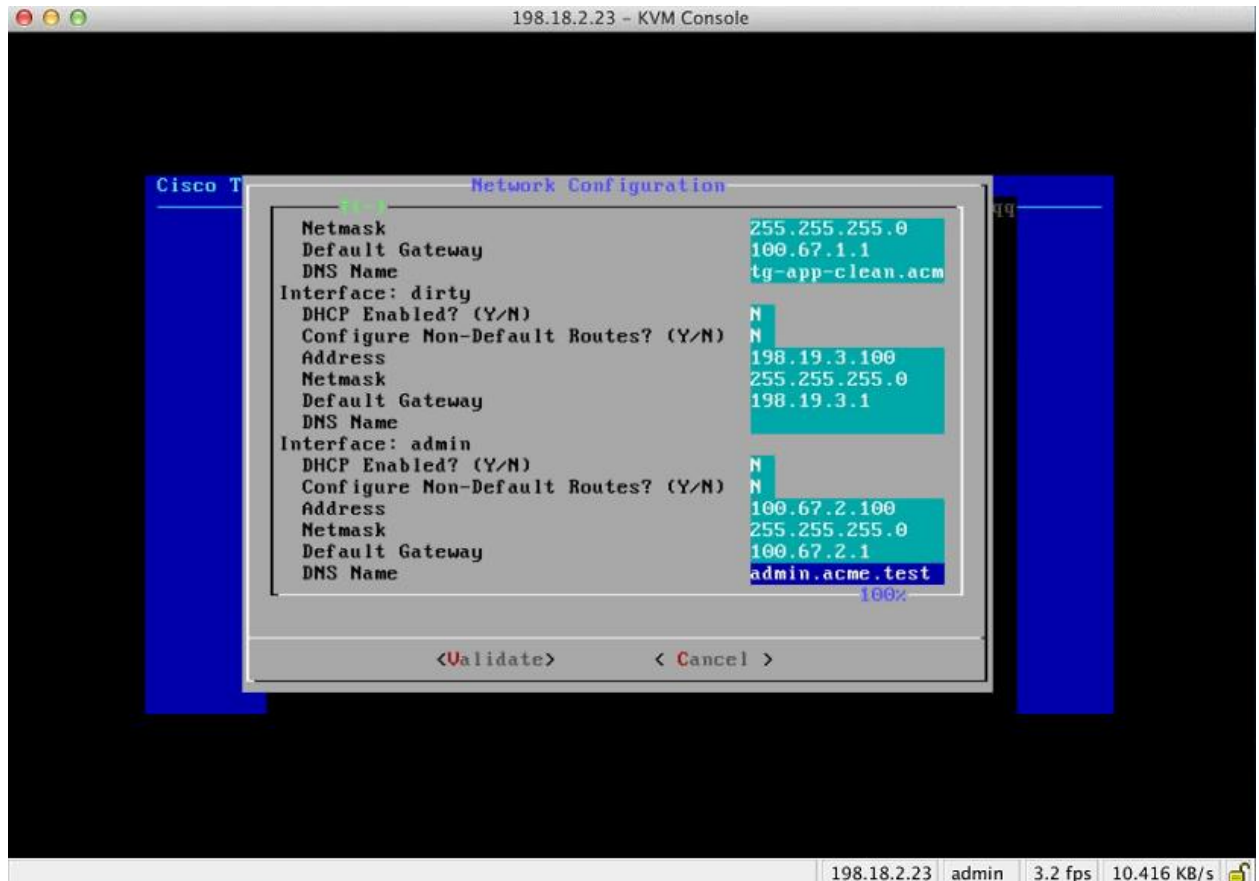 198.18.2.23 – KVM Console
Cisco T
Network Configuration
Netmask 255.255.255.0
Default Gateway 100.67.1.1
DNS Name tg-app-clean.acm
Interface: dirty
DHCP Enabled? (Y/N) N
Configure Non-Default Routes? (Y/N) N
Address 198.19.3.100
Netmask 255.255.255.0
Default Gateway 198.19.3.1
DNS Name
Interface: admin
DHCP Enabled? (Y/N) N
Configure Non-Default Routes? (Y/N) N
Address 100.67.2.100
Netmask 255.255.255.0
Default Gateway 100.67.2.1
DNS Name admin.acme.test
100%
<Validate> < Cancel >
198.18.2.23 admin 3.2 fps 10.416 KB/s